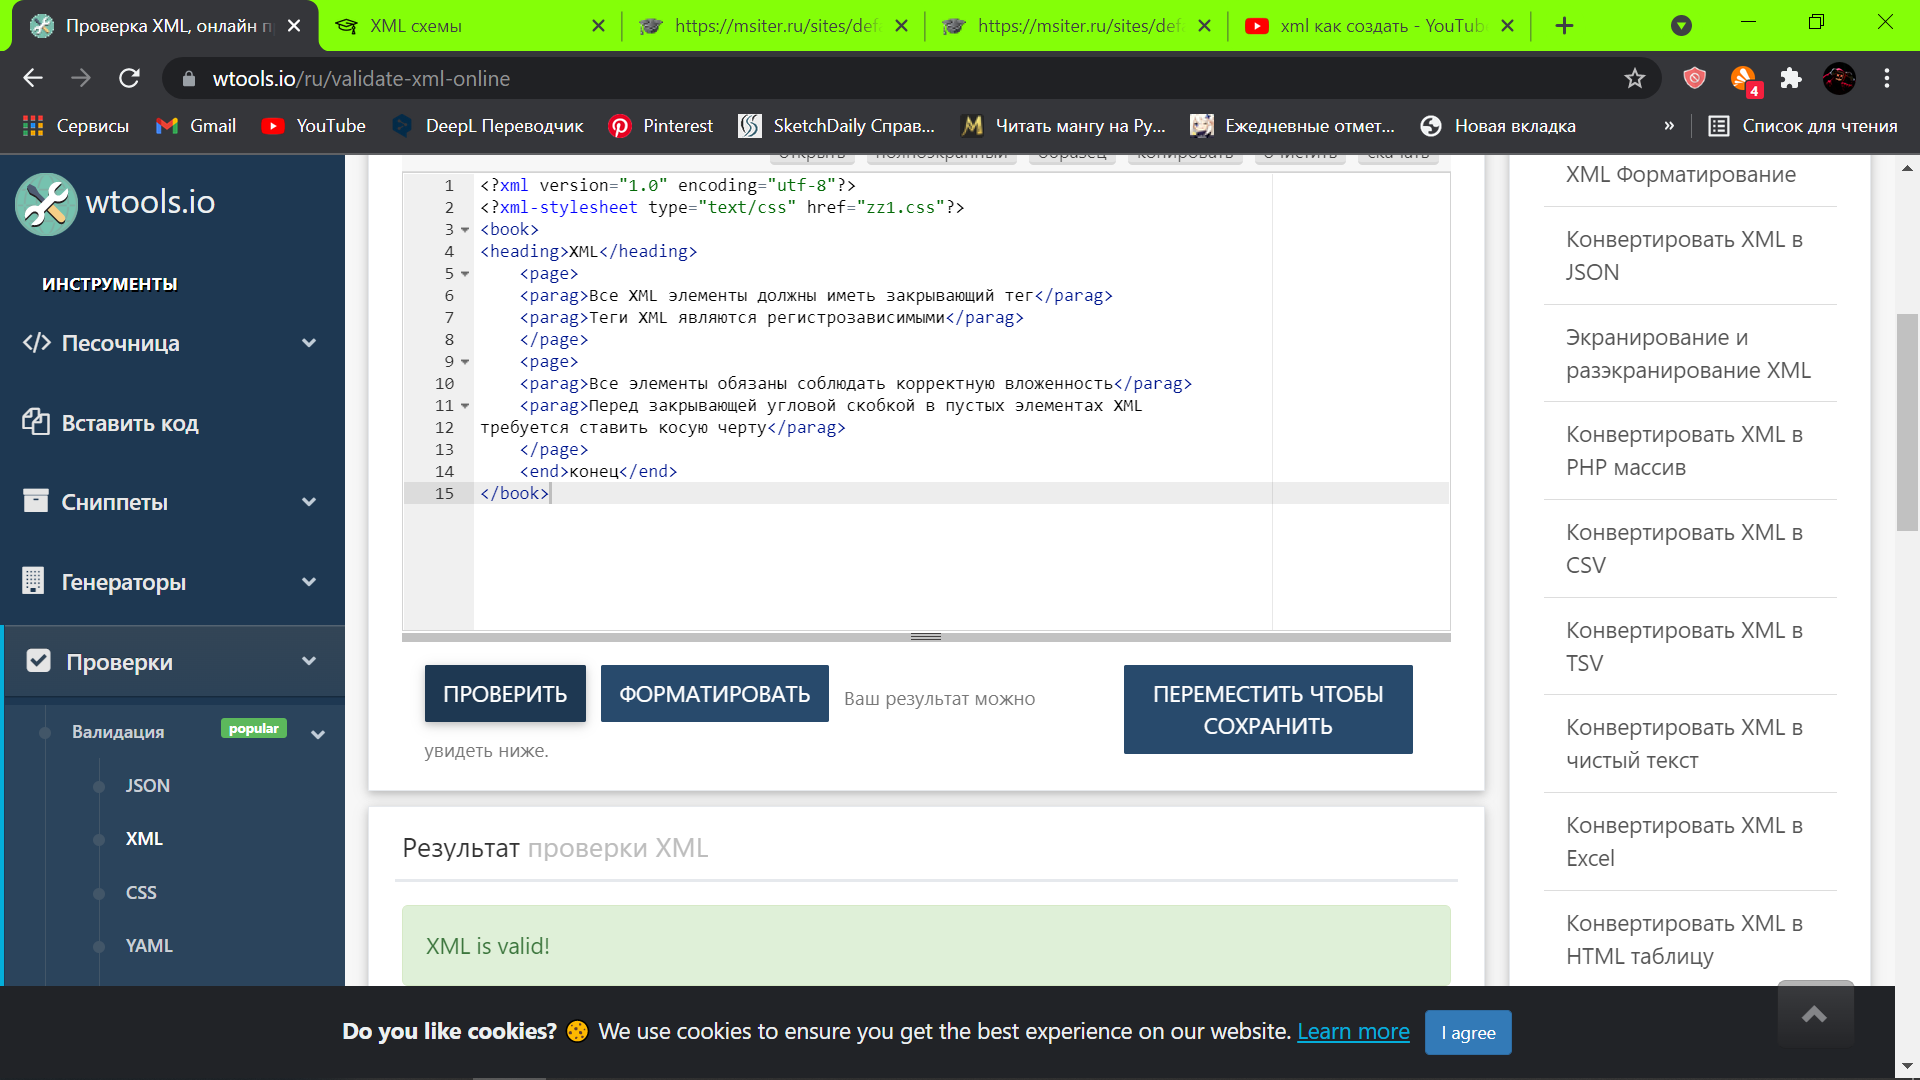 Проверка XML, онлайн п
XML схемы
https://msiter.ru/sites/defa
https://msiter.ru/sites/defa
xml как создать - YouTube
wtools.io/ru/validate-xml-online
4
Сервисы
Gmail
YouTube
DeepL Переводчик
Pinterest
SketchDaily Справ...
Читать мангу на Ру...
Ежедневные отмет...
Новая вкладка
»
Список для чтения
wtools.io
ИНСТРУМЕНТЫ
Песочница
Вставить код
Сниппеты
Генераторы
Проверки
Валидация
popular
JSON
XML
CSS
YAML
открыть
полноэкранный
образец
копировать
очистить
скачать
1 <?xml version="1.0" encoding="utf-8"?>
2 <?xml-stylesheet type="text/css" href="zz1.css"?>
3 <book>
4 <heading>XML</heading>
5 <page>
6 <parag>Все XML элементы должны иметь закрывающий тег</parag>
7 <parag>Теги XML являются регистрозависимыми</parag>
8 </page>
9 <page>
10 <parag>Все элементы обязаны соблюдать корректную вложенность</parag>
11 <parag>Перед закрывающей угловой скобкой в пустых элементах XML
12 требуется ставить косую черту</parag>
13 </page>
14 <end>конец</end>
15 </book>
ПРОВЕРИТЬ
ФОРМАТИРОВАТЬ
Ваш результат можно
увидеть ниже.
ПЕРЕМЕСТИТЬ ЧТОБЫ
СОХРАНИТЬ
Результат проверки XML
XML is valid!
XML Форматирование
Конвертировать XML в
JSON
Экранирование и
разэкранирование XML
Конвертировать XML в
PHP массив
Конвертировать XML в
CSV
Конвертировать XML в
TSV
Конвертировать XML в
чистый текст
Конвертировать XML в
Excel
Конвертировать XML в
HTML таблицу
Do you like cookies? 🍪 We use cookies to ensure you get the best experience on our website. Learn more
I agree